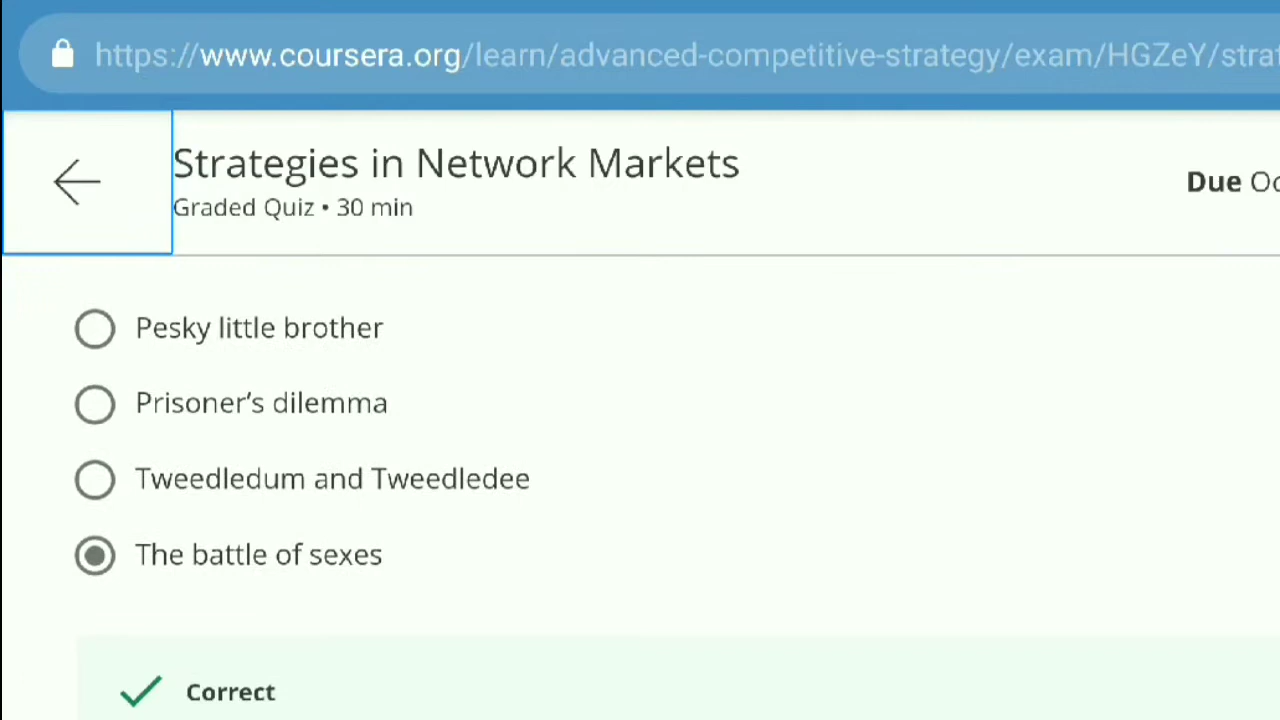 https://www.coursera.org/learn/advanced-competitive-strategy/exam/HGZeY/strat
Strategies in Network Markets
Graded Quiz • 30 min
Due Oc
Pesky little brother
Prisoner’s dilemma
Tweedledum and Tweedledee
The battle of sexes
Correct